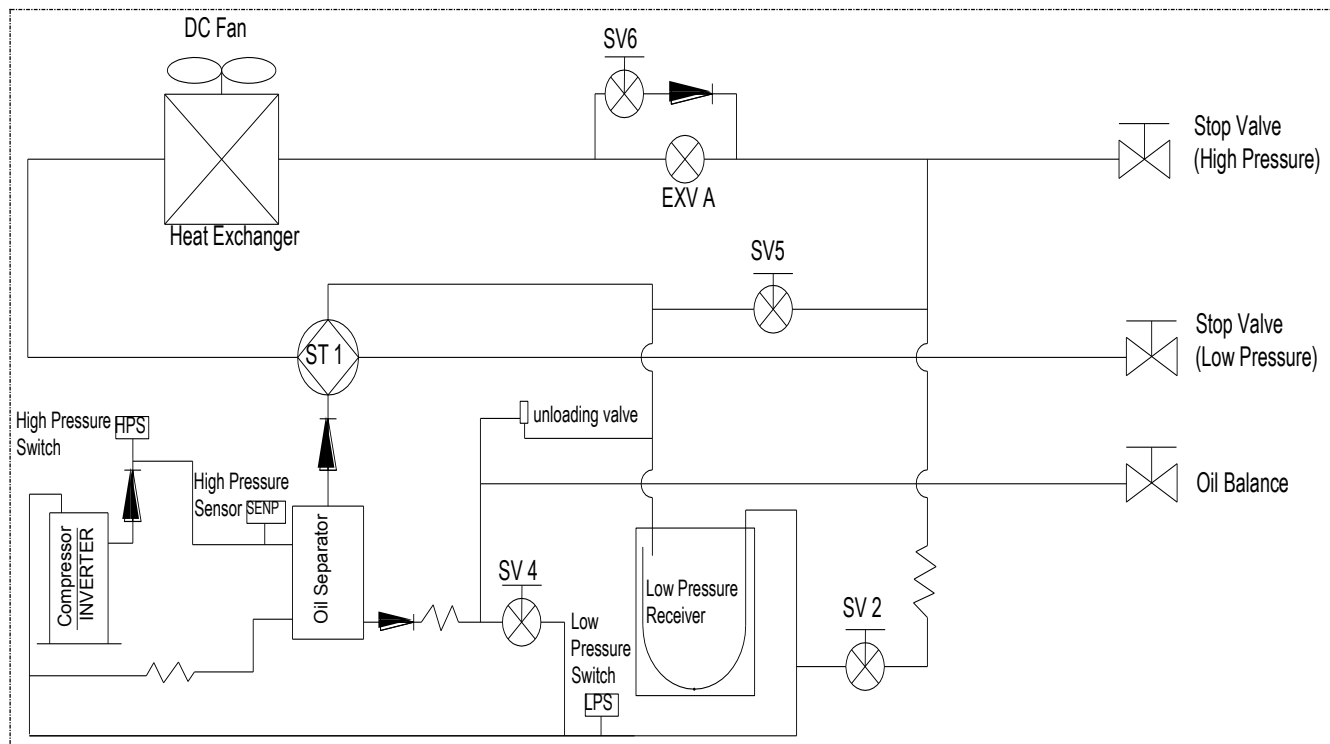 DC Fan
SV6
Stop Valve
(High Pressure)
EXV A
Heat Exchanger
SV5
ST 1
Stop Valve
(Low Pressure)
High Pressure
Switch
HPS
unloading valve
High Pressure
Sensor
SENP
Oil Balance
Compressor
INVERTER
Oil Separator
SV 4
Low Pressure
Receiver
Low
Pressure
Switch
LPS
SV 2